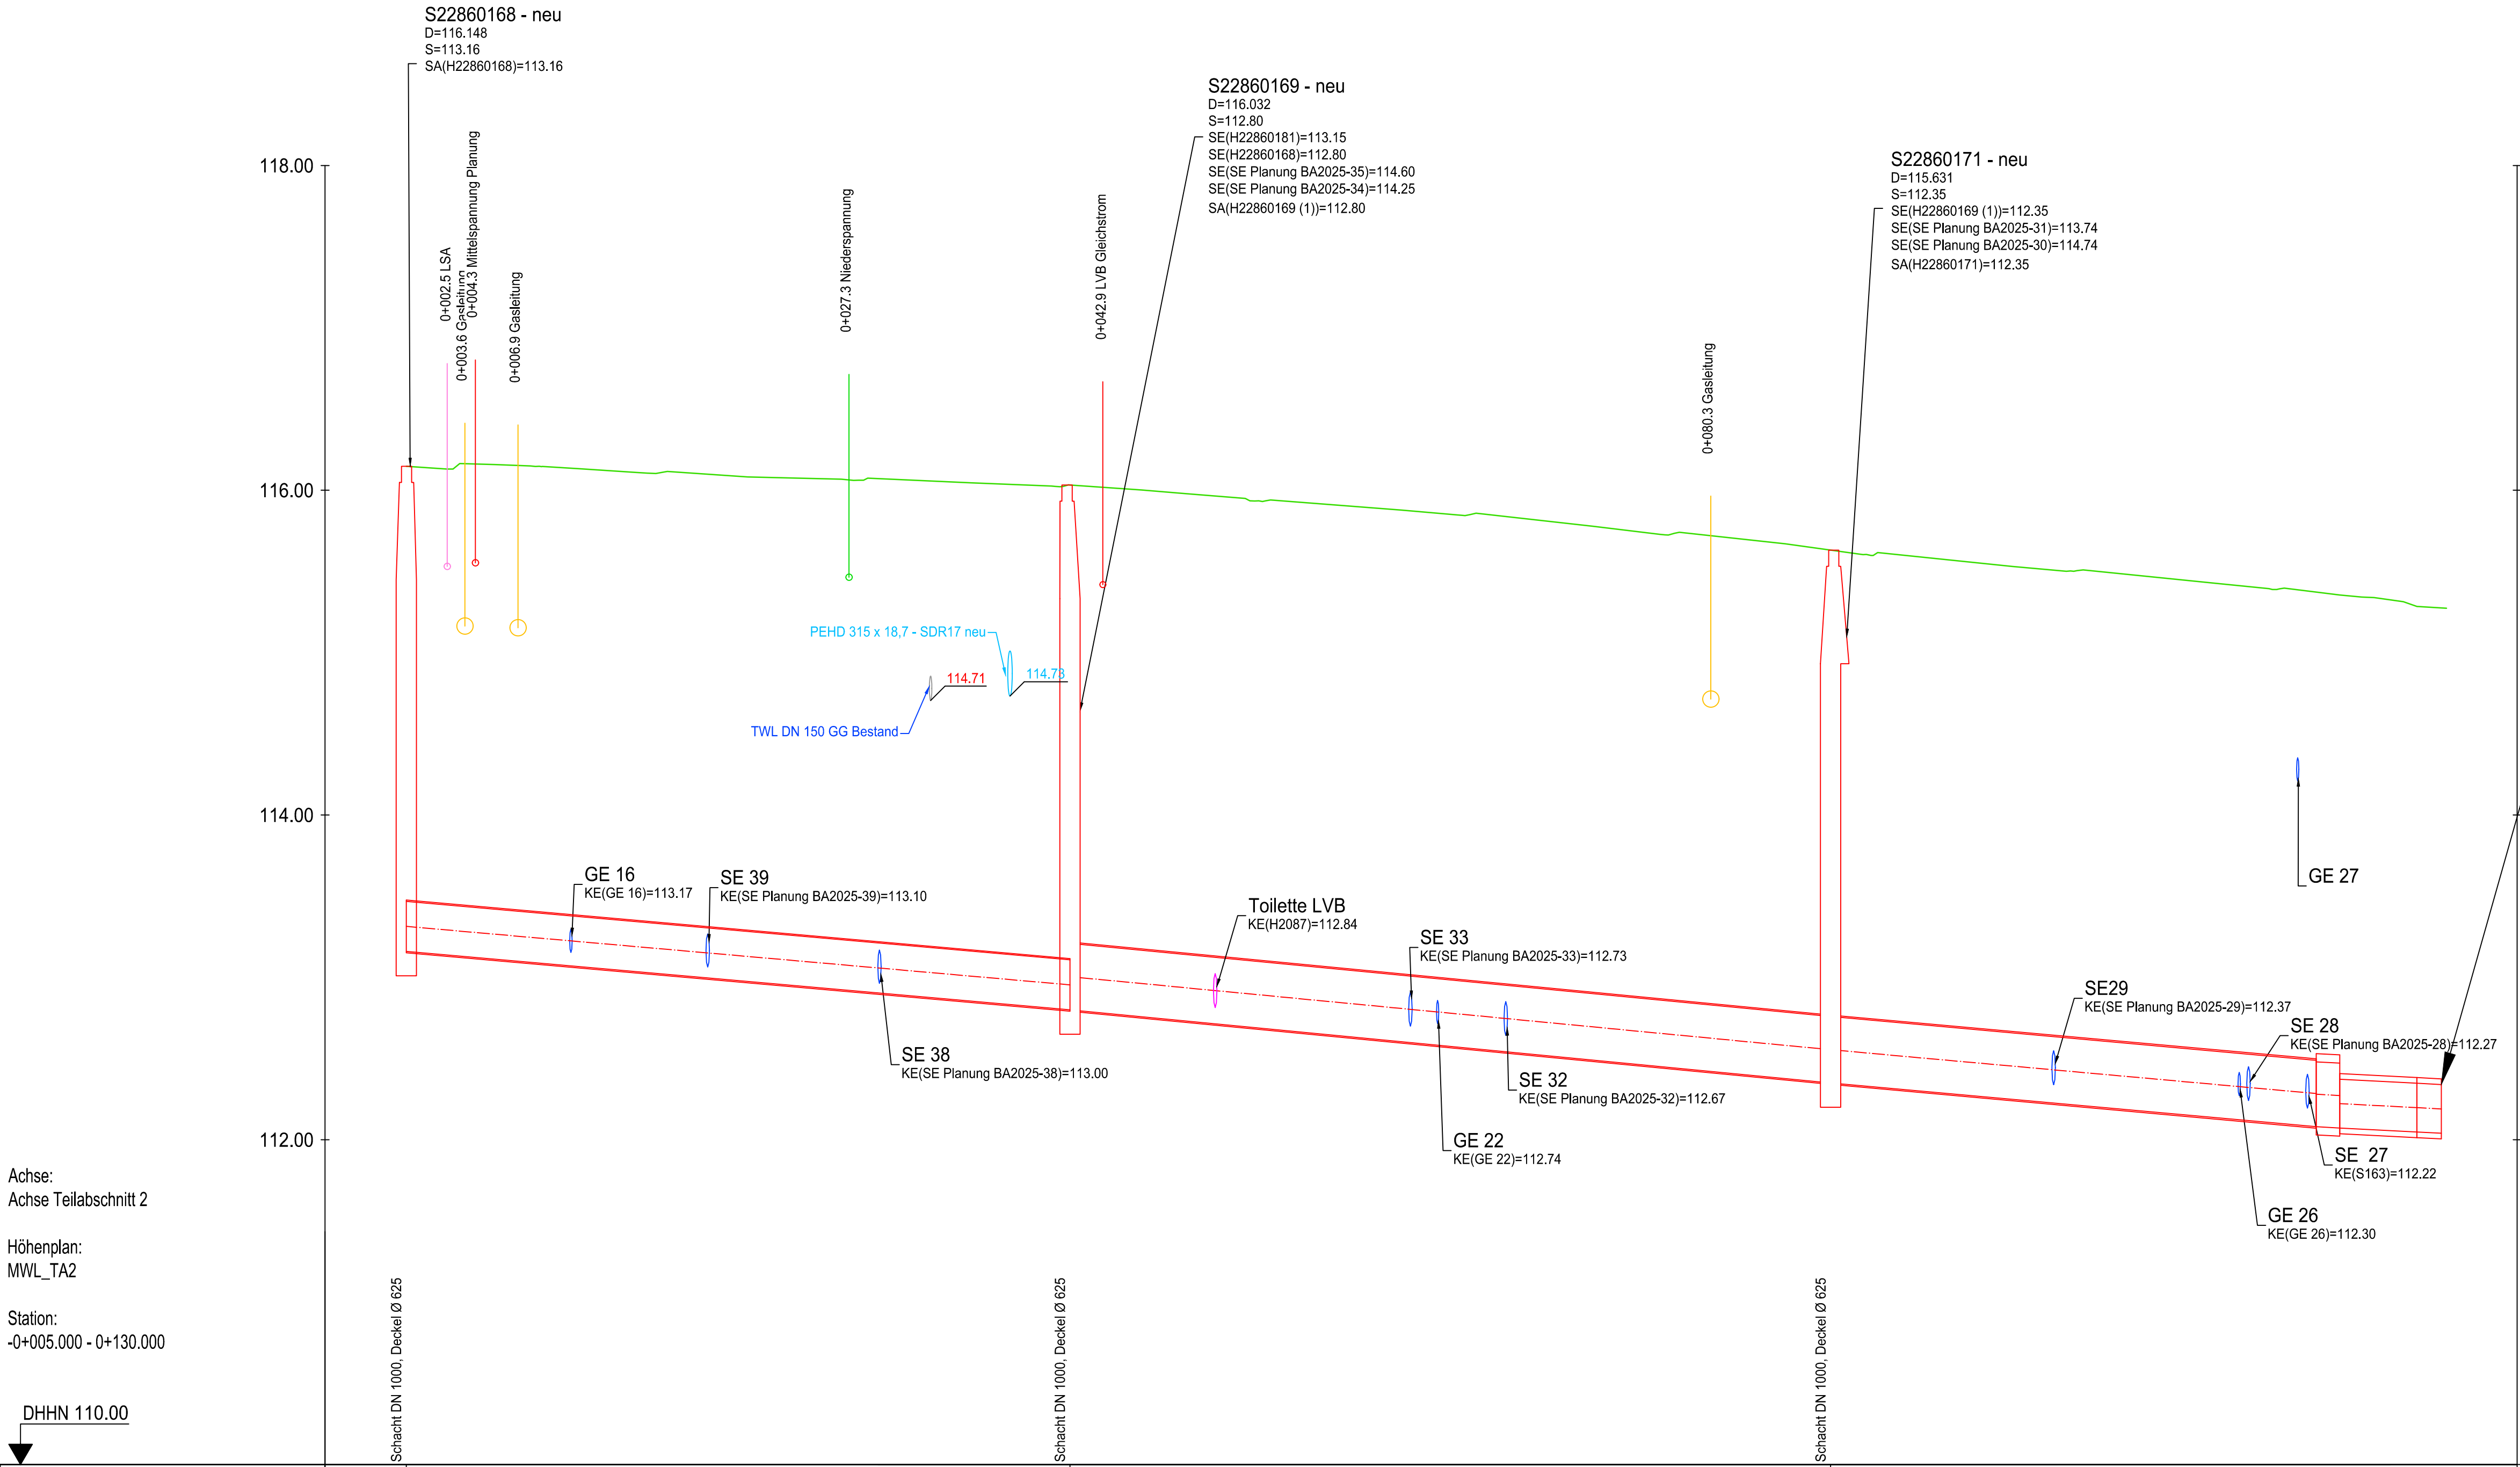 S22860168 - neu
D=116.148
S=113.16
SA(H22860168)=113.16
S22860169 - neu
D=116.032
S=112.80
SE(H22860181)=113.15
SE(H22860168)=112.80
SE(SE Planung BA2025-35)=114.60
SE(SE Planung BA2025-34)=114.25
SA(H22860169 (1))=112.80
S22860171 - neu
D=115.631
S=112.35
SE(H22860169 (1))=112.35
SE(SE Planung BA2025-31)=113.74
SE(SE Planung BA2025-30)=114.74
SA(H22860171)=112.35
118.00
116.00
114.00
112.00
0+002.5 LSA
0+003.6 Gasleitung
0+004.3 Mittelspannung Planung
0+006.9 Gasleitung
0+027.3 Niederspannung
0+042.9 LVB Gleichstrom
0+080.3 Gasleitung
PEHD 315 x 18,7 - SDR17 neu
114.71
114.73
TWL DN 150 GG Bestand
GE 16
KE(GE 16)=113.17
SE 39
KE(SE Planung BA2025-39)=113.10
SE 38
KE(SE Planung BA2025-38)=113.00
Toilette LVB
KE(H2087)=112.84
SE 33
KE(SE Planung BA2025-33)=112.73
GE 22
KE(GE 22)=112.74
SE 32
KE(SE Planung BA2025-32)=112.67
GE 27
SE29
KE(SE Planung BA2025-29)=112.37
SE 28
KE(SE Planung BA2025-28)=112.27
SE 27
KE(S163)=112.22
GE 26
KE(GE 26)=112.30
Achse:
Achse Teilabschnitt 2
Höhenplan:
MWL_TA2
Station:
-0+005.000 - 0+130.000
DHHN 110.00
Schacht DN 1000, Deckel Ø 625
Schacht DN 1000, Deckel Ø 625
Schacht DN 1000, Deckel Ø 625